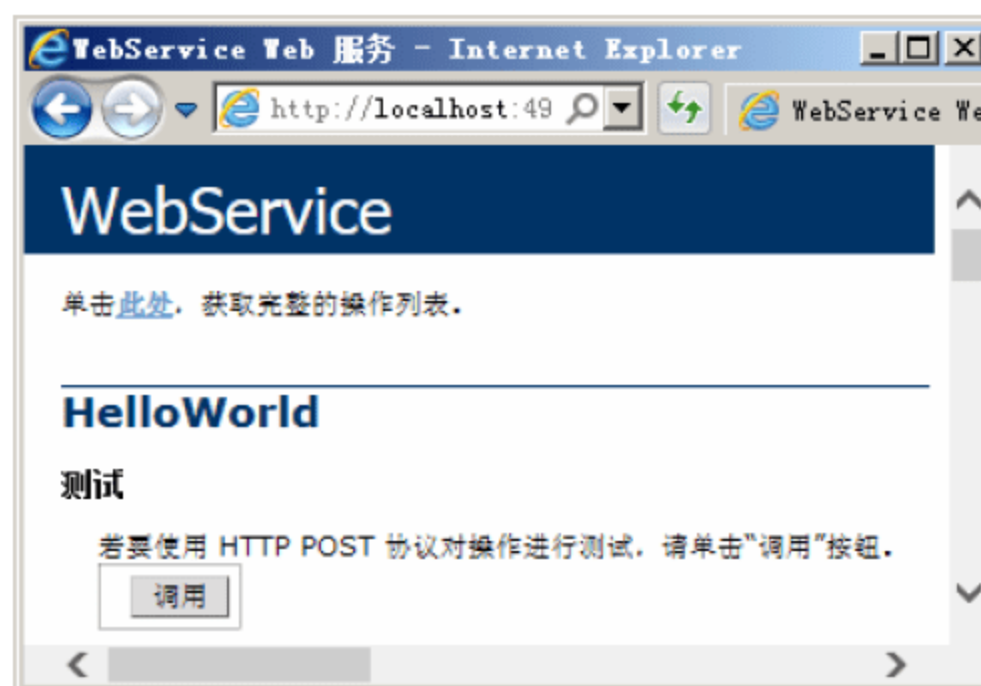 WebService Web 服务 - Internet Explorer
http://localhost:49
WebService We
WebService
单击此处，获取完整的操作列表。
HelloWorld
测试
若要使用 HTTP POST 协议对操作进行测试，请单击“调用”按钮。
调用